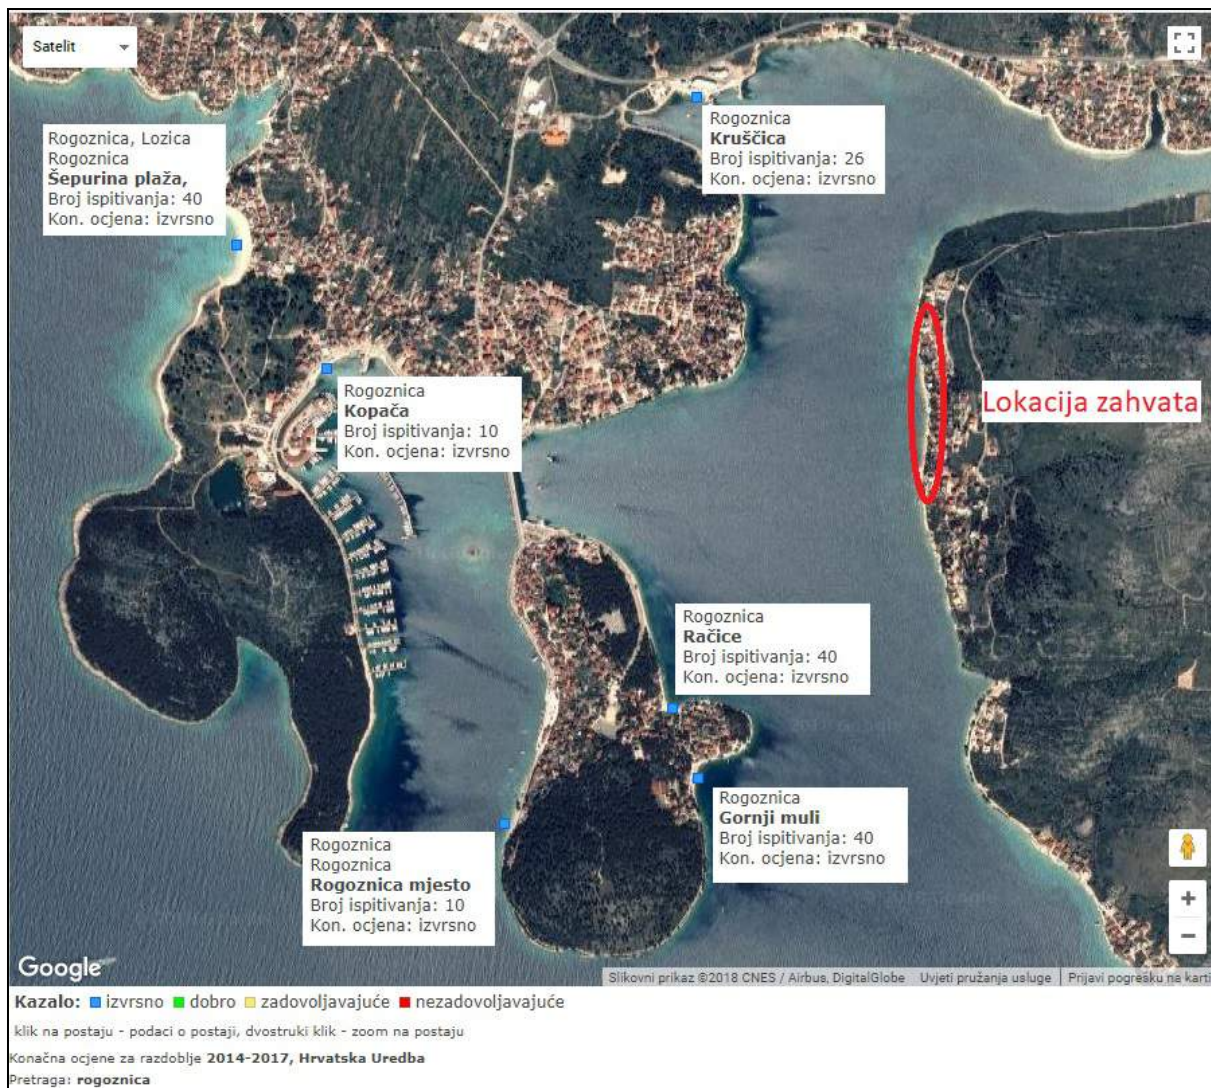 Satelit
Rogoznica, Lozica
Rogoznica
Šepurina plaža,
Broj ispitivanja: 40
Kon. ocjena: izvrsno
Rogoznica
Kruščica
Broj ispitivanja: 26
Kon. ocjena: izvrsno
Rogoznica
Kopača
Broj ispitivanja: 10
Kon. ocjena: izvrsno
Lokacija zahvata
Rogoznica
Račice
Broj ispitivanja: 40
Kon. ocjena: izvrsno
Rogoznica
Gornji muli
Broj ispitivanja: 40
Kon. ocjena: izvrsno
Rogoznica
Rogoznica
Rogoznica mjesto
Broj ispitivanja: 10
Kon. ocjena: izvrsno
Google
Slikovni prikaz ©2018 CNES / Airbus, DigitalGlobe Uvjeti pružanja usluge Prijavi pogrešku na karti
Kazalo: izvrsno dobro zadovoljavajuće nezadovoljavajuće
klik na postaju - podaci o postaji, dvostruki klik - zoom na postaju
Konačna ocjene za razdoblje 2014-2017, Hrvatska Uredba
Pretraga: rogoznica